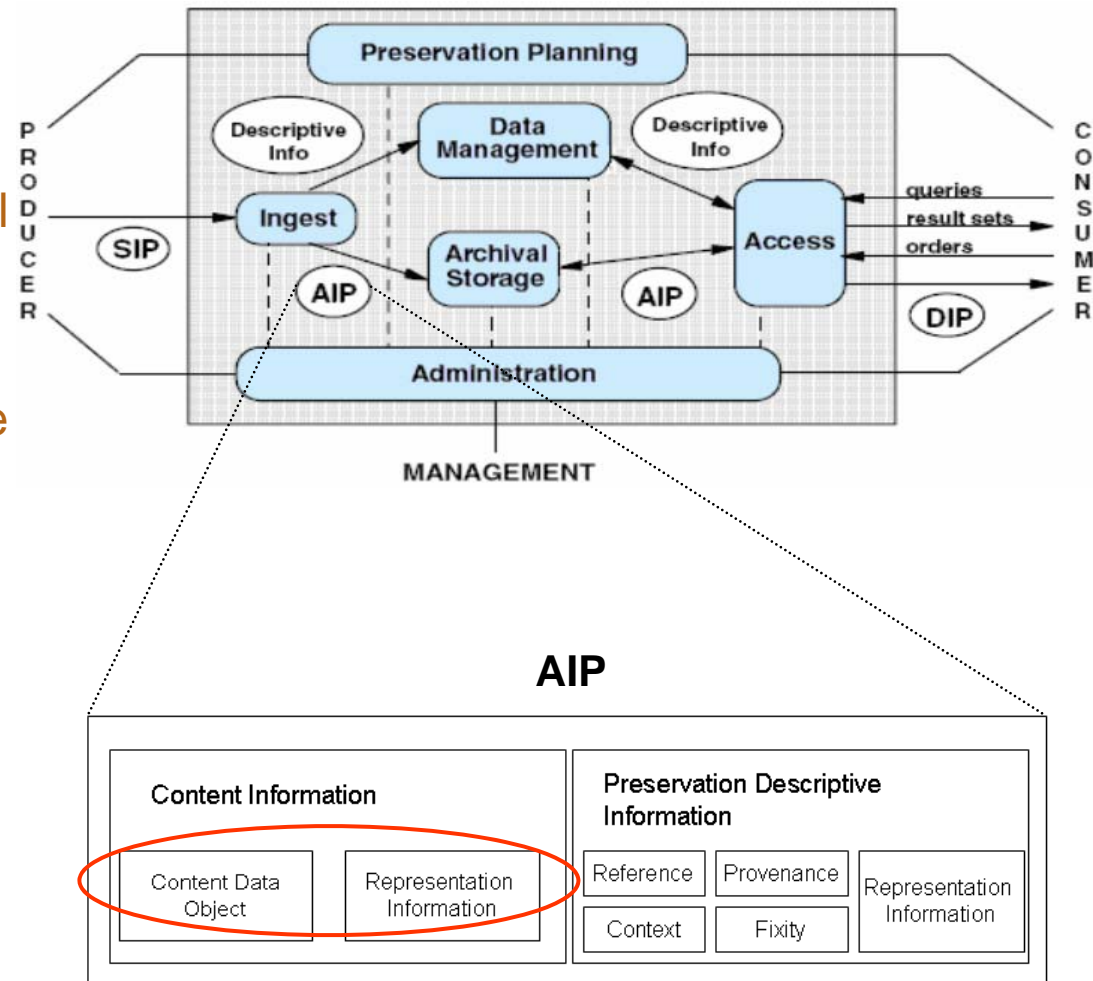 Preservation Planning
Descriptive
Info
Data
Management
Descriptive
Info
PRODUCER
CONSUMER
l
SIP
Ingest
Archival
Storage
AIP
AIP
Access
queries
result sets
orders
DIP
Administration
e
MANAGEMENT
AIP
Content Information
Content Data
Object
Representation
Information
Preservation Descriptive
Information
Reference
Provenance
Context
Fixity
Representation
Information